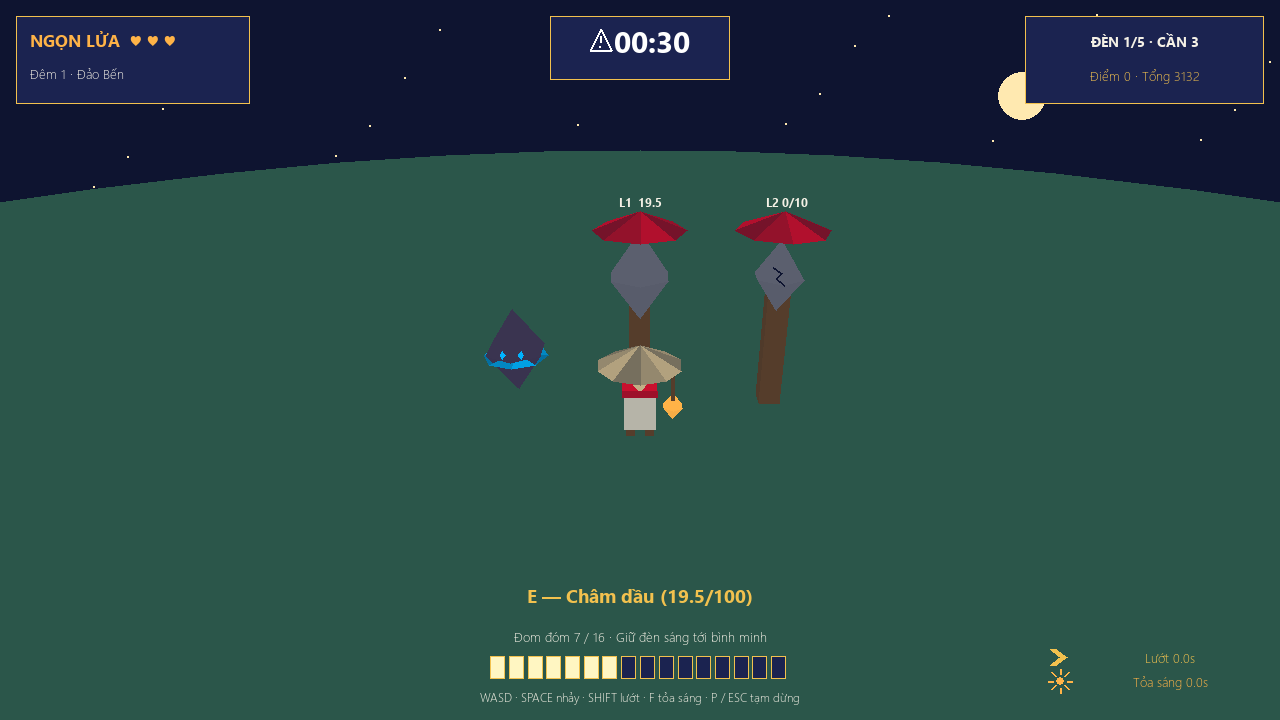 NGỌN LỬA ♥ ♥ ♥
Đêm 1 · Đảo Bến
⚠00:30
ĐÈN 1/5 · CẦN 3
Điểm 0 · Tổng 3132
L1 19.5
L2 0/10
E — Châm dầu (19.5/100)
Đom đóm 7 / 16 · Giữ đèn sáng tới bình minh
Lướt 0.0s
Tỏa sáng 0.0s
WASD · SPACE nhảy · SHIFT lướt · F tỏa sáng · P / ESC tạm dừng